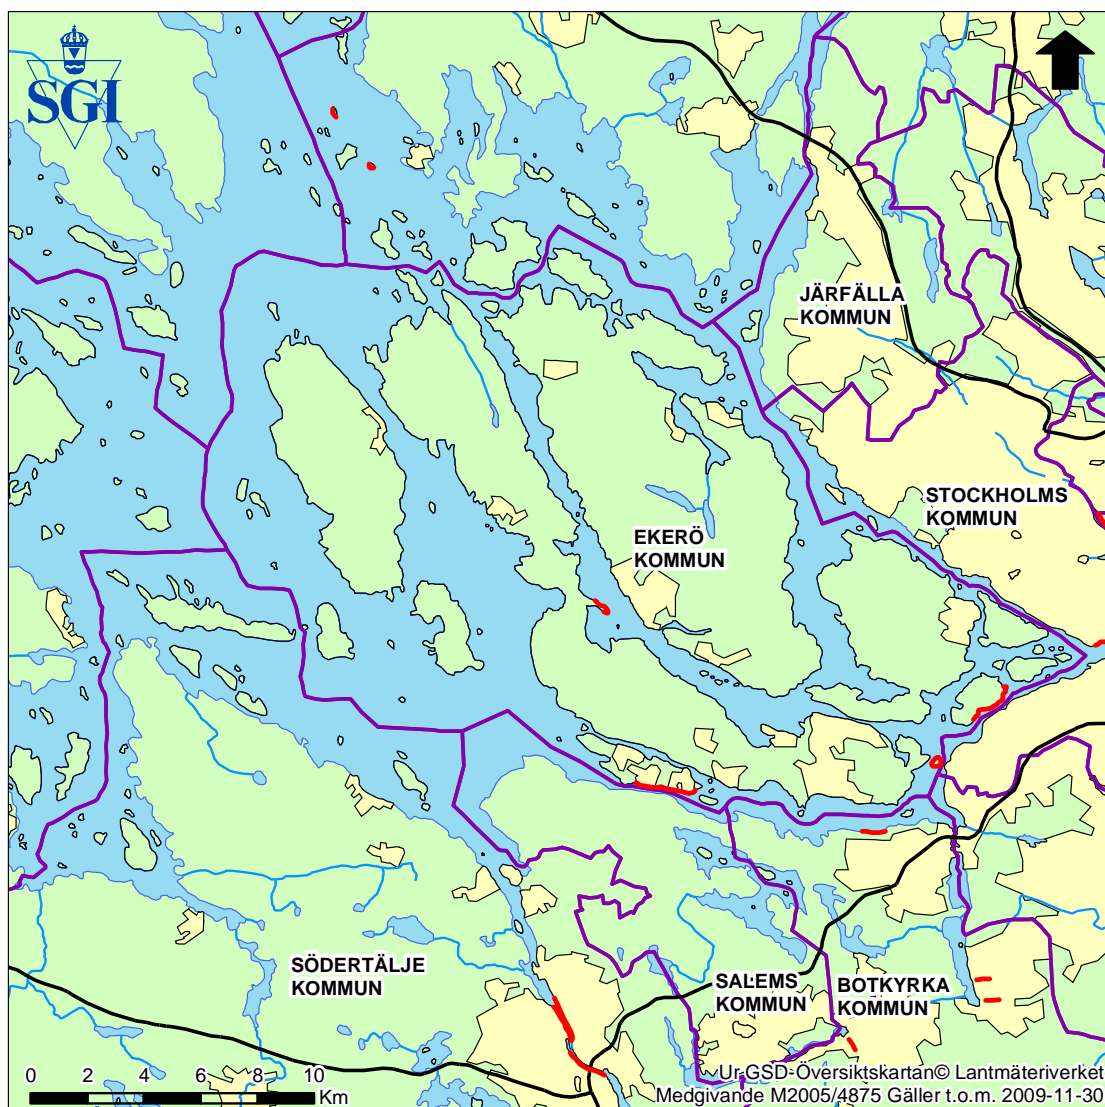 SGI
JÄRFÄLLA
KOMMUN
STOCKHOLMS
KOMMUN
EKERÖ
KOMMUN
SÖDERTÄLJE
KOMMUN
SALEMS
KOMMUN
BOTKYRKA
KOMMUN
0 2 4 6 8 10
Km
Ur GSD-Översiktskartan© Lantmäteriverket
Medgivande M2005/4875 Gäller t.o.m. 2009-11-30